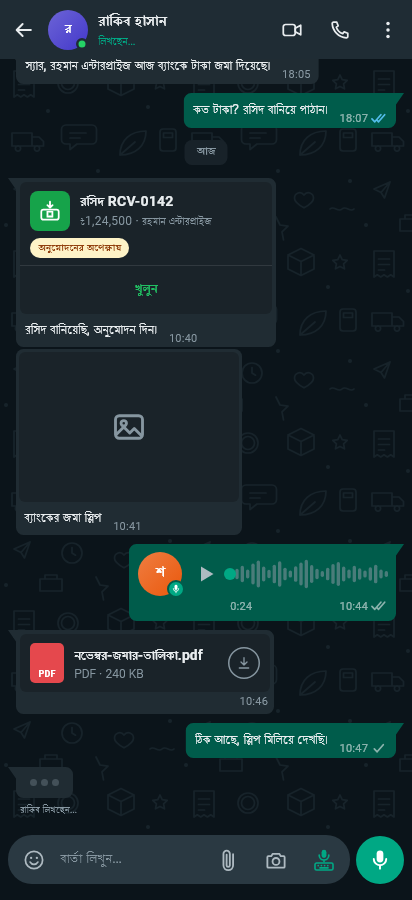 র
রাকিব হাসান
লিখছেন...
স্যার, রহমান এন্টারপ্রাইজ আজ ব্যাংকে টাকা জমা দিয়েছে।
18:05
কত টাকা? রসিদ বানিয়ে পাঠান।
18:07
আজ
রসিদ RCV-0142
৳1,24,500 · রহমান এন্টারপ্রাইজ
অনুমোদনের অপেক্ষায়
খুলুন
রসিদ বানিয়েছি, অনুমোদন দিন।
10:40
ব্যাংকের জমা স্লিপ
10:41
শ
0:24
10:44
PDF
নভেম্বর-জমার-তালিকা.pdf
PDF · 240 KB
10:46
ঠিক আছে, স্লিপ মিলিয়ে দেখছি।
10:47
রাকিব লিখছেন...
বার্তা লিখুন...